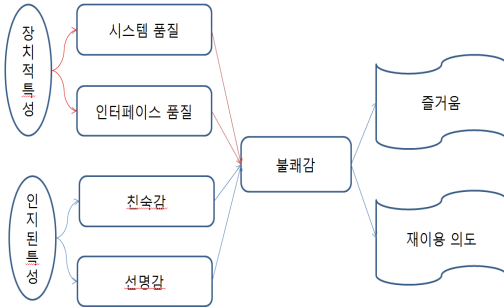 장치적특성
시스템 품질
인터페이스 품질
인지된특성
친숙감
선명감
불쾌감
즐거움
재이용 의도